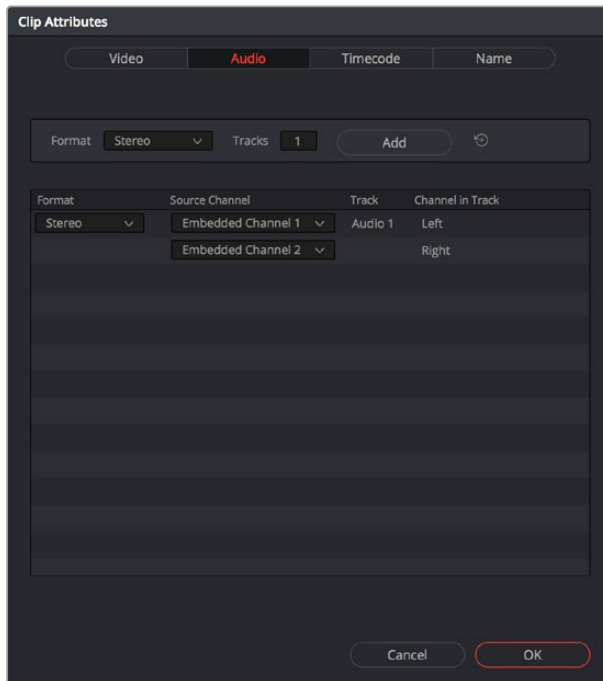 Clip Attributes
Video Audio Timecode Name
Format Stereo Tracks 1 Add
Format Source Channel Track Channel in Track
Stereo Embedded Channel 1 Audio 1 Left
Embedded Channel 2 Right
Cancel OK